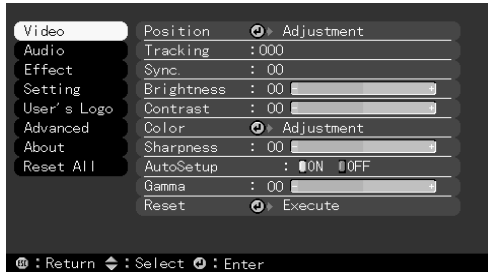 Video
Audio
Effect
Setting
User's Logo
Advanced
About
Reset All
Position Adjustment
Tracking :000
Sync. : 00
Brightness : 00 - +
Contrast : 00 - +
Color Adjustment
Sharpness : 00 - +
AutoSetup : ON OFF
Gamma : 00 - +
Reset Execute
ESC :Return :Select :Enter